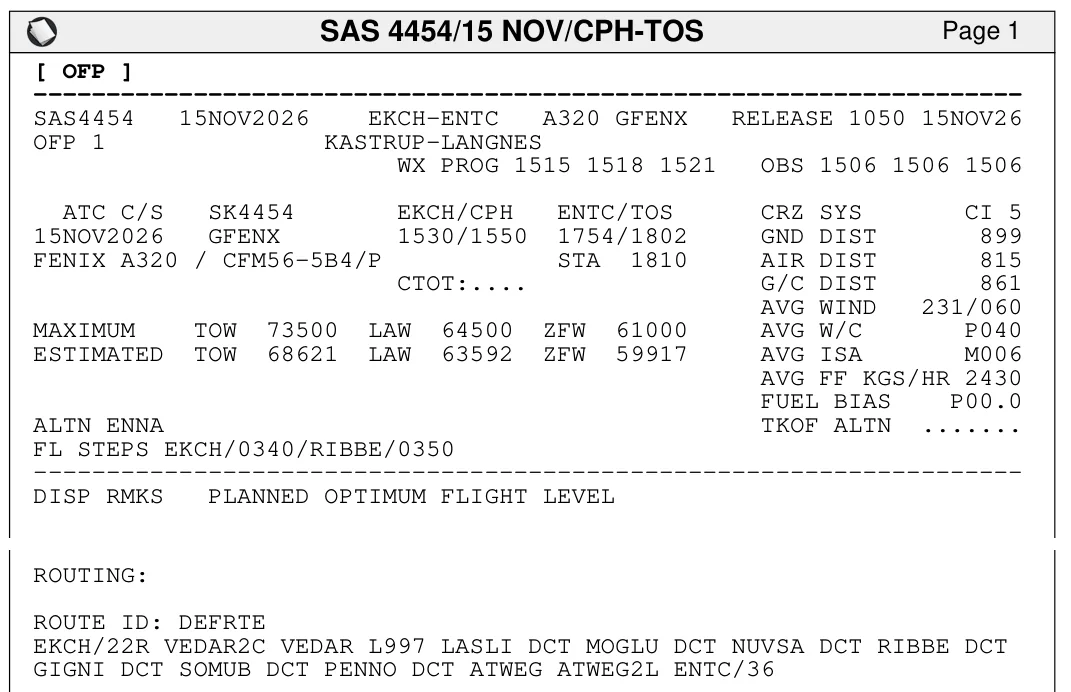 SAS 4454/15 NOV/CPH-TOS Page 1
[ OFP ]
SAS4454 15NOV2026 EKCH-ENTC A320 GFENX RELEASE 1050 15NOV26
OFP 1 KASTRUP-LANGNES
WX PROG 1515 1518 1521 OBS 1506 1506 1506
ATC C/S SK4454 EKCH/CPH ENTC/TOS CRZ SYS CI 5
15NOV2026 GFENX 1530/1550 1754/1802 GND DIST 899
FENIX A320 / CFM56-5B4/P STA 1810 AIR DIST 815
CTOT:.... G/C DIST 861
AVG WIND 231/060
MAXIMUM TOW 73500 LAW 64500 ZFW 61000 AVG W/C P040
ESTIMATED TOW 68621 LAW 63592 ZFW 59917 AVG ISA M006
AVG FF KGS/HR 2430
FUEL BIAS P00.0
ALTN ENNA TKOF ALTN .......
FL STEPS EKCH/0340/RIBBE/0350
DISP RMKS PLANNED OPTIMUM FLIGHT LEVEL
ROUTING:
ROUTE ID: DEFRTE
EKCH/22R VEDAR2C VEDAR L997 LASLI DCT MOGLU DCT NUVSA DCT RIBBE DCT
GIGNI DCT SOMUB DCT PENNO DCT ATWEG ATWEG2L ENTC/36